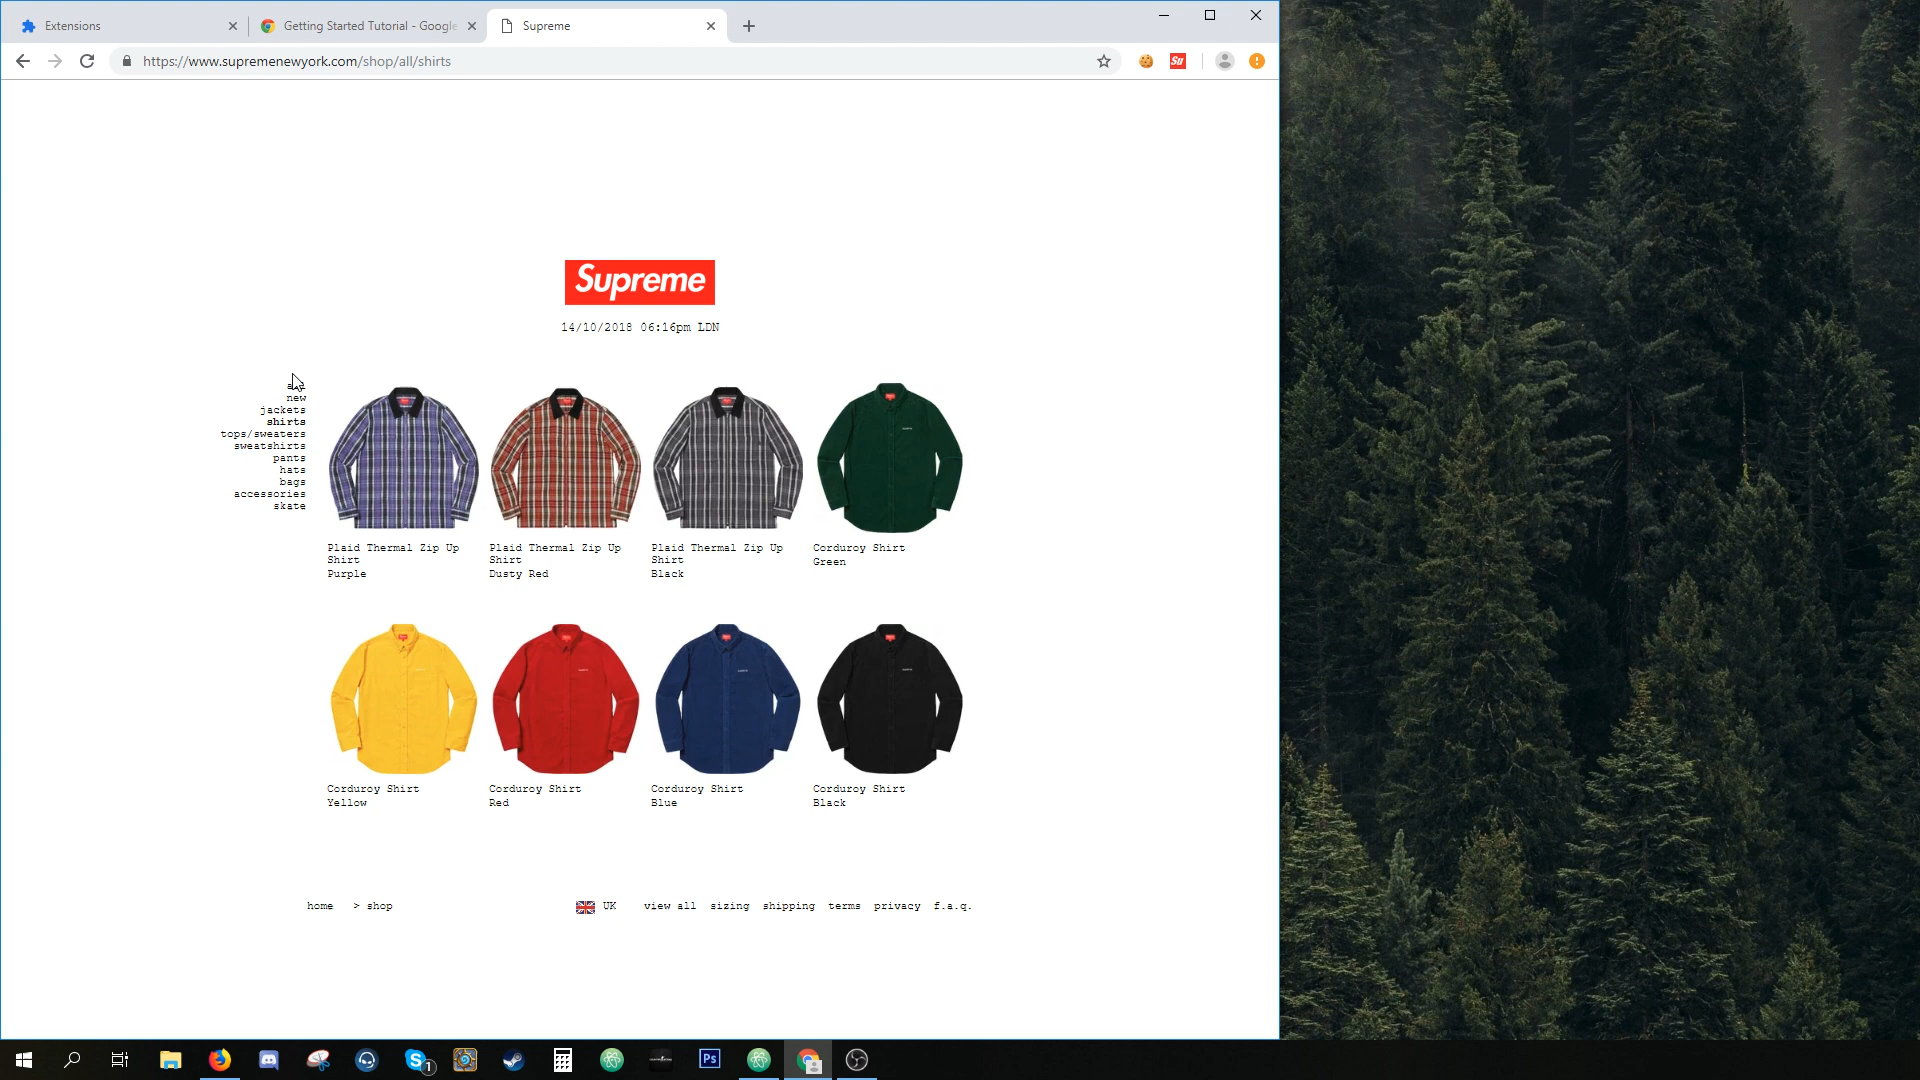 Extensions
Getting Started Tutorial - Google
Supreme
https://www.supremenewyork.com/shop/all/shirts
Su
Supreme
14/10/2018 06:16pm LDN
new
jackets
shirts
tops/sweaters
sweatshirts
pants
hats
bags
accessories
skate
Plaid Thermal Zip Up
Shirt
Purple
Plaid Thermal Zip Up
Shirt
Dusty Red
Plaid Thermal Zip Up
Shirt
Black
Corduroy Shirt
Green
Corduroy Shirt
Yellow
Corduroy Shirt
Red
Corduroy Shirt
Blue
Corduroy Shirt
Black
home > shop
UK view all sizing shipping terms privacy f.a.q.
1
Ps